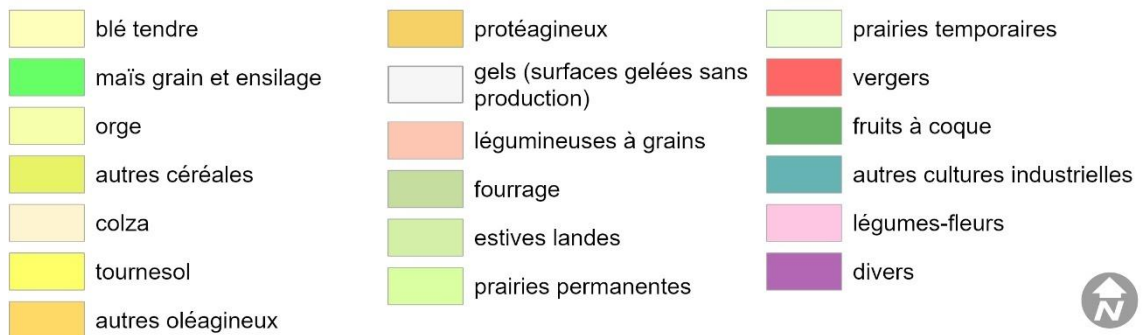 blé tendre
maïs grain et ensilage
orge
autres céréales
colza
tournesol
autres oléagineux
protéagineux
gels (surfaces gelées sans
production)
légumineuses à grains
fourrage
estives landes
prairies permanentes
prairies temporaires
vergers
fruits à coque
autres cultures industrielles
légumes-fleurs
divers
N